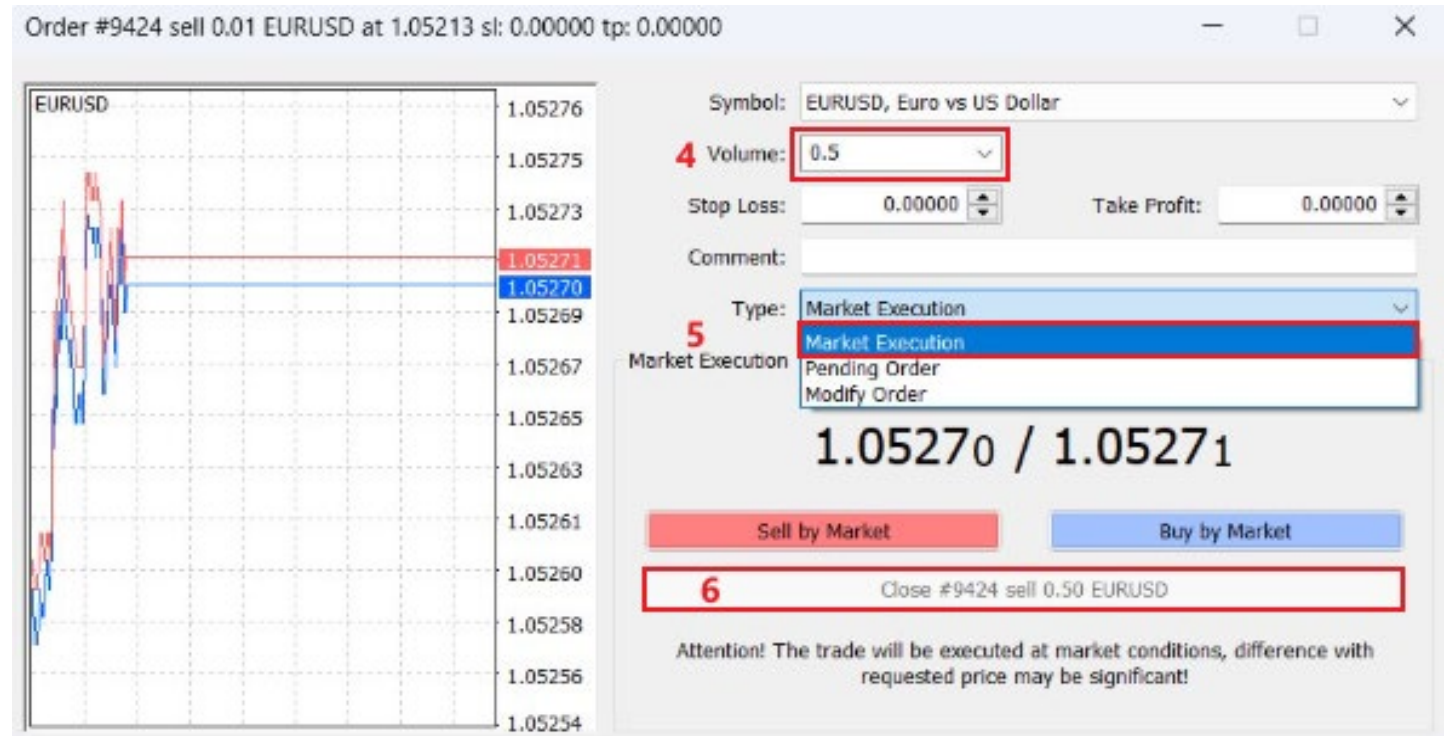 Order #9424 sell 0.01 EURUSD at 1.05213 sl: 0.00000 tp: 0.00000
EURUSD
1.05276
1.05275
1.05273
1.05271
1.05270
1.05269
1.05267
1.05265
1.05263
1.05261
1.05260
1.05258
1.05256
1.05254
Symbol: EURUSD, Euro vs US Dollar
4 Volume: 0.5
Stop Loss: 0.00000 Take Profit: 0.00000
Comment:
Type: Market Execution
5 Market Execution
Market Execution
Pending Order
Modify Order
1.05270 / 1.05271
Sell by Market Buy by Market
6 Close #9424 sell 0.50 EURUSD
Attention! The trade will be executed at market conditions, difference with
requested price may be significant!